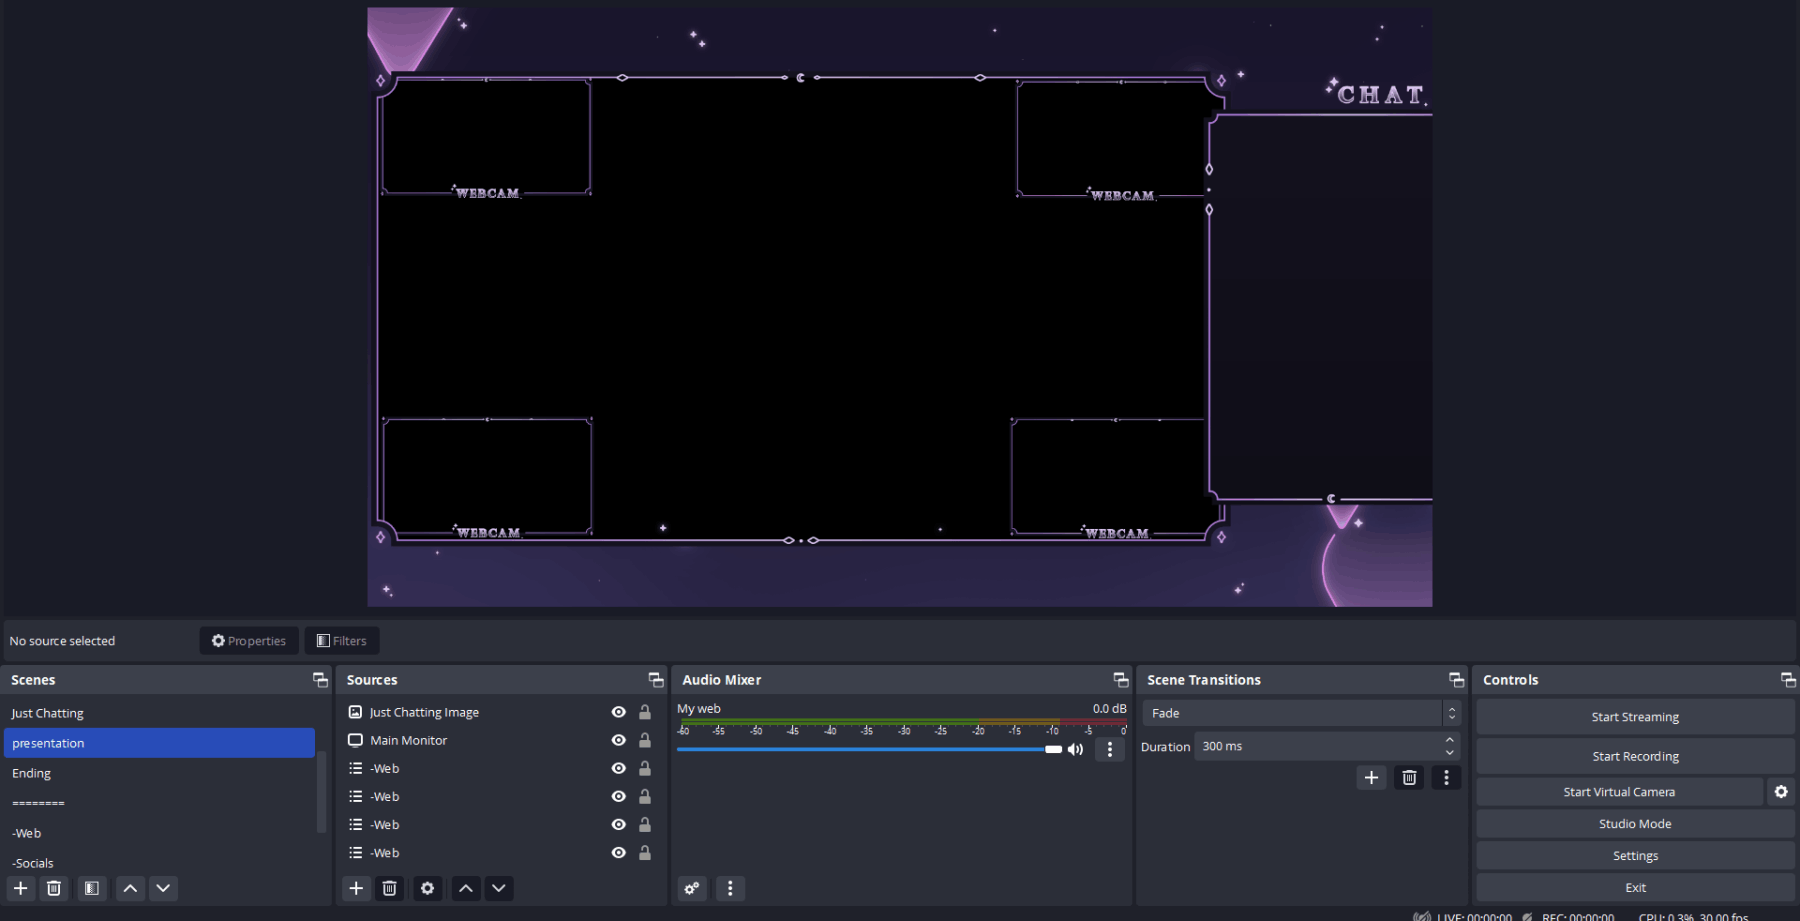 CHAT
WEBCAM
WEBCAM
WEBCAM
WEBCAM
No source selected
Properties
Filters
Scenes
Just Chatting
presentation
Ending
========
-Web
-Socials
Sources
Just Chatting Image
Main Monitor
-Web
-Web
-Web
-Web
Audio Mixer
My web
0.0 dB
-60 -55 -50 -45 -40 -35 -30 -25 -20 -15 -10 -5 0
Scene Transitions
Fade
Duration 300 ms
Controls
Start Streaming
Start Recording
Start Virtual Camera
Studio Mode
Settings
Exit
LIVE: 00:00:00 REC: 00:00:00 CPU: 0.3%, 30.00 fps